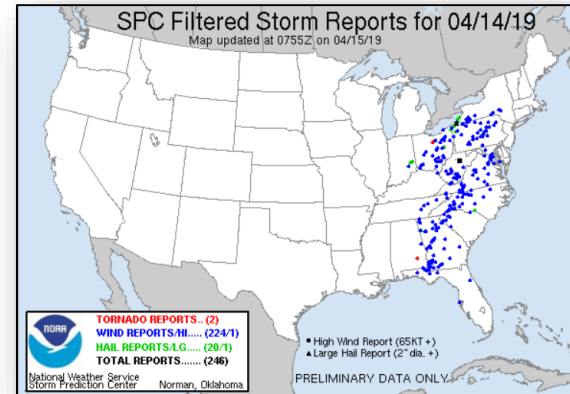 SPC Filtered Storm Reports for 04/14/19
Map updated at 0755Z on 04/15/19
TORNADO REPORTS.. (2)
WIND REPORTS/HI..... (224/1)
HAIL REPORTS/LG..... (20/1)
TOTAL REPORTS....... (246)
NOAA
National Weather Service
Storm Prediction Center Norman, Oklahoma
■ High Wind Report (65KT +)
▲ Large Hail Report (2" dia. +)
PRELIMINARY DATA ONLY